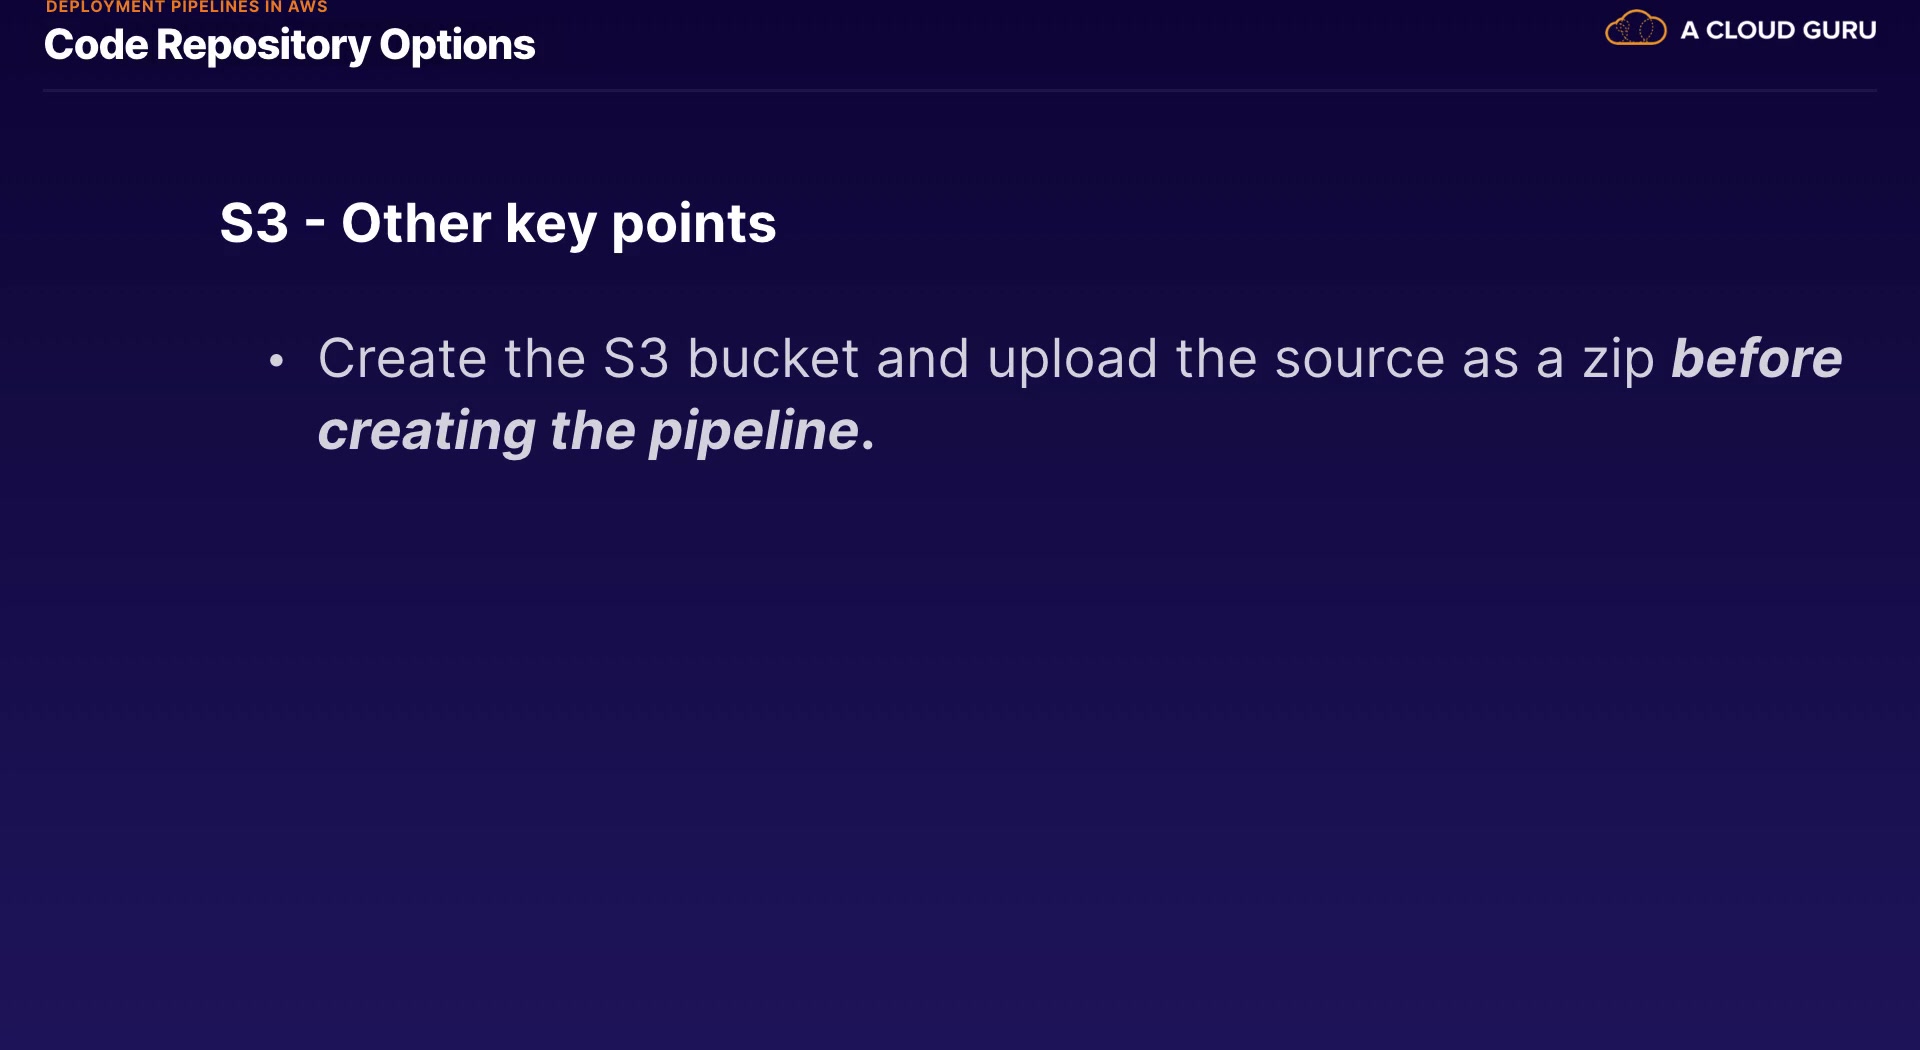 DEPLOYMENT PIPELINES IN AWS
Code Repository Options
A CLOUD GURU
S3 - Other key points
• Create the S3 bucket and upload the source as a zip before
creating the pipeline.